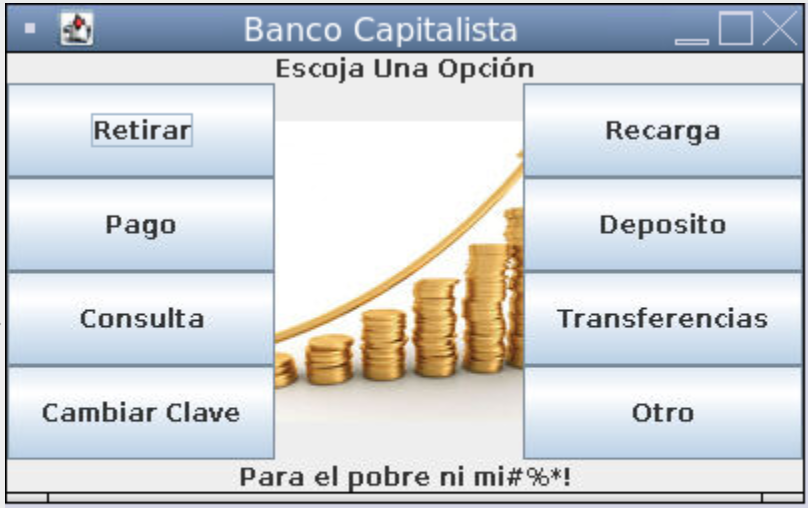 Banco Capitalista
Escoja Una Opción
Retirar
Recarga
Pago
Deposito
Consulta
Transferencias
Cambiar Clave
Otro
Para el pobre ni mi#%*!